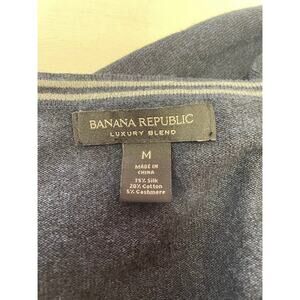 BANANA REPUBLIC
LUXURY BLEND
M
MADE IN
CHINA
75% Silk
20% Cotton
5% Cashmere